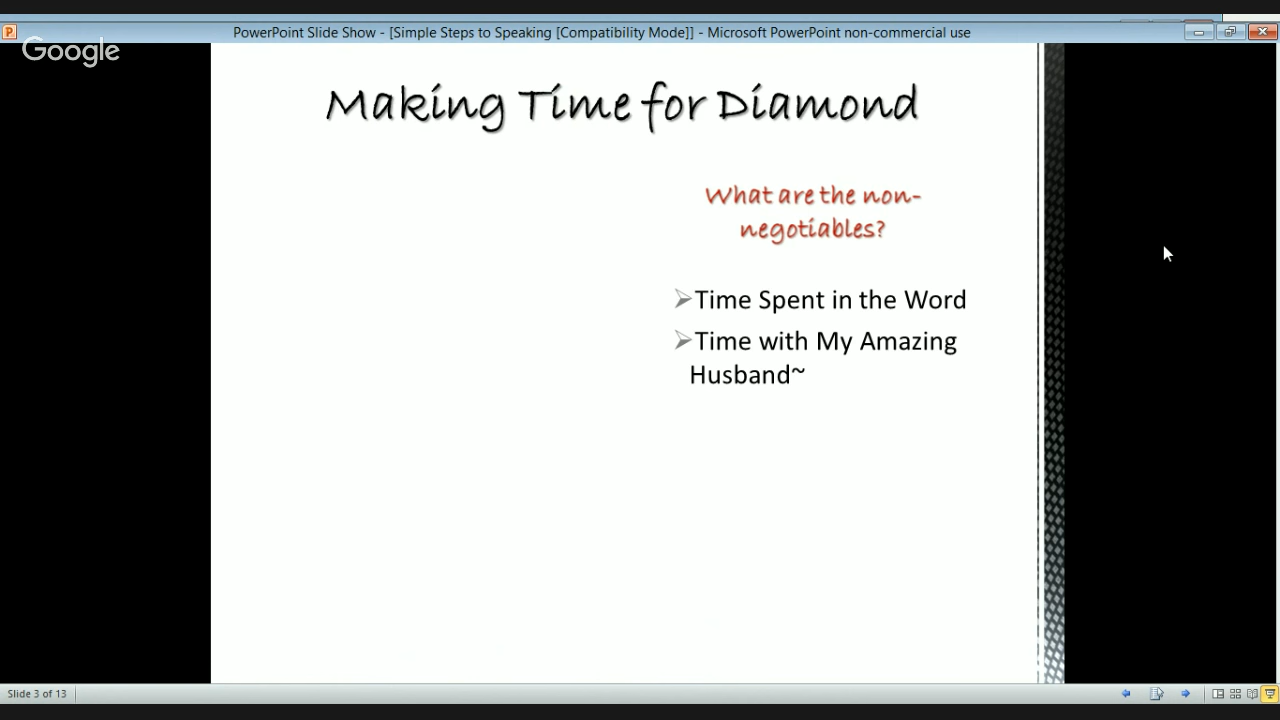 PowerPoint Slide Show - [Simple Steps to Speaking [Compatibility Mode]] - Microsoft PowerPoint non-commercial use
Google
Making Time for Diamond
What are the non-
negotiables?
Time Spent in the Word
Time with My Amazing
Husband~
Slide 3 of 13